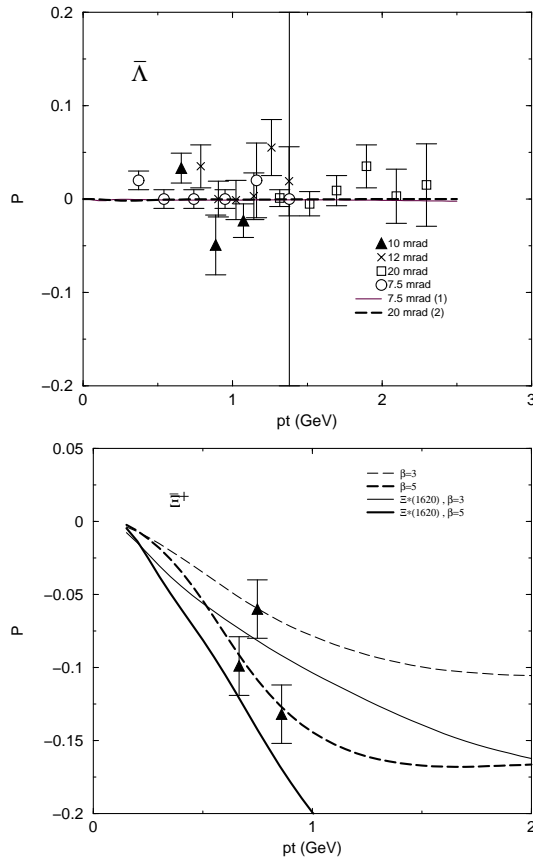 0.2
Λ̅
0.1
P
0
10 mrad
12 mrad
20 mrad
7.5 mrad
7.5 mrad (1)
20 mrad (2)
−0.1
−0.2
0 1 2 3
pt (GeV)
0.05
β=3
β=5
Ξ*(1620) , β=3
Ξ*(1620) , β=5
Ξ̅⁺
0
−0.05
P
−0.1
−0.15
−0.2
0 1 2
pt (GeV)